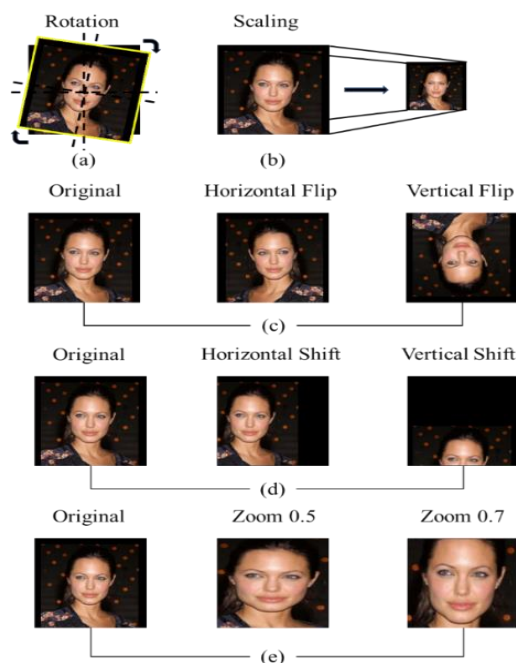 Rotation Scaling
(a) (b)
Original Horizontal Flip Vertical Flip
(c)
Original Horizontal Shift Vertical Shift
(d)
Original Zoom 0.5 Zoom 0.7
(e)